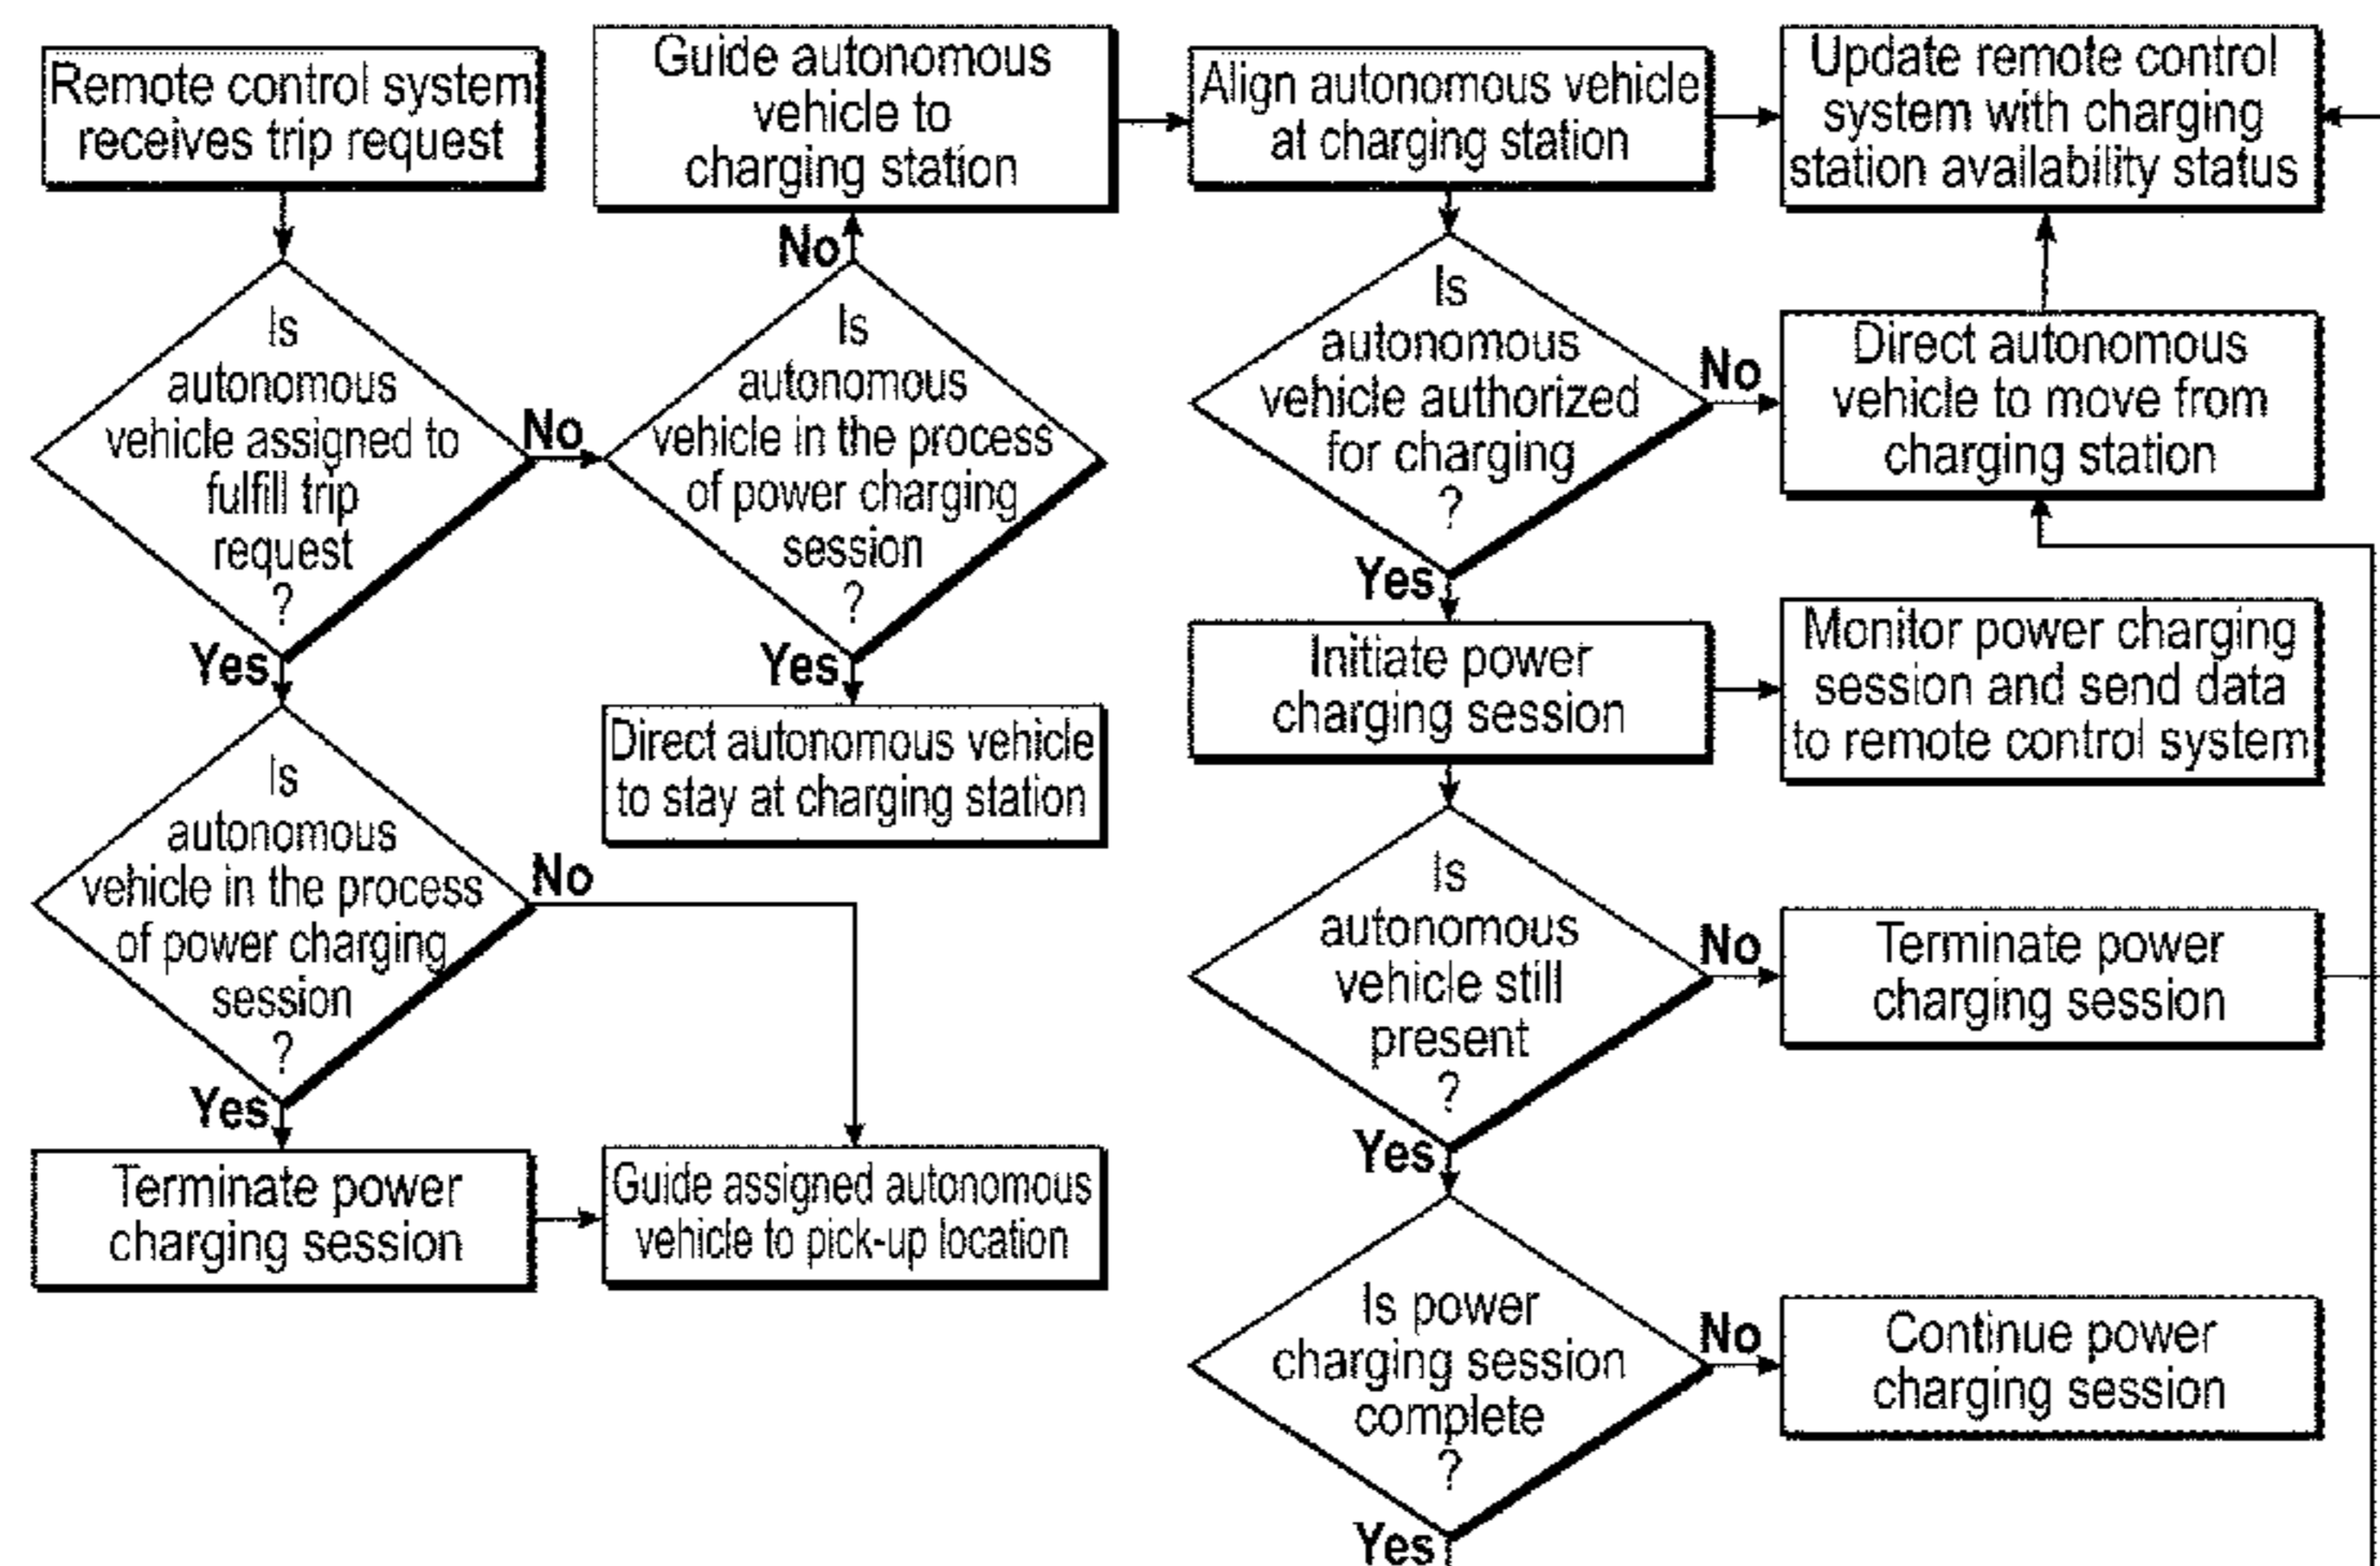 Remote control system
receives trip request
Is
autonomous
vehicle assigned to
fulfill trip
request
?
No
Yes
Is
autonomous
vehicle in the process
of power charging
session
?
No
Yes
Terminate power
charging session
Guide autonomous
vehicle to
charging station
No
Is
autonomous
vehicle in the process
of power charging
session
?
Yes
Direct autonomous vehicle
to stay at charging station
Guide assigned autonomous
vehicle to pick-up location
Align autonomous vehicle
at charging station
Is
autonomous
vehicle authorized
for charging
?
No
Yes
Initiate power
charging session
Is
autonomous
vehicle still
present
?
No
Yes
Is power
charging session
complete
?
No
Yes
Update remote control
system with charging
station availability status
Direct autonomous
vehicle to move from
charging station
Monitor power charging
session and send data
to remote control system
Terminate power
charging session
Continue power
charging session